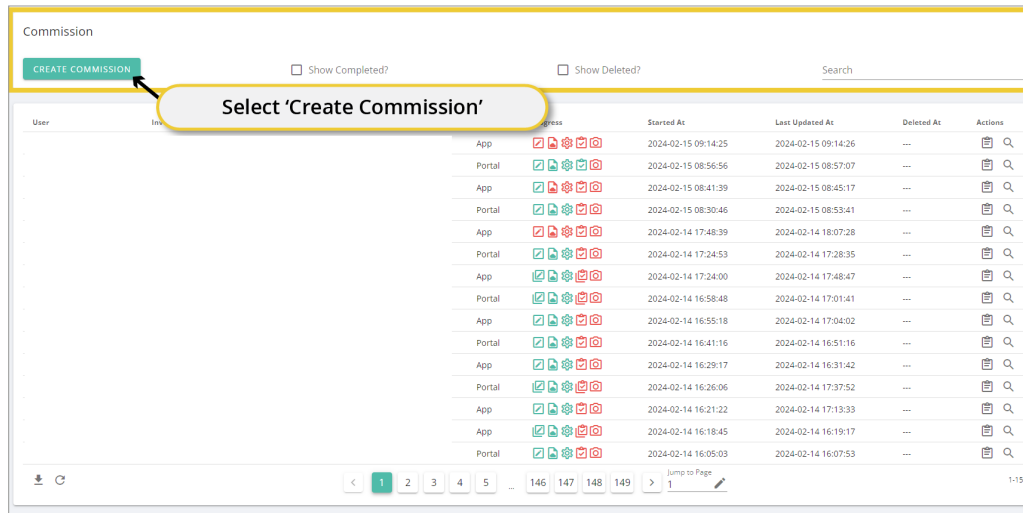 Commission
CREATE COMMISSION Show Completed? Show Deleted? Search
Select ‘Create Commission’
User Started At Last Updated At Deleted At Actions
App 2024-02-15 09:14:25 2024-02-15 09:14:26 ---
Portal 2024-02-15 08:56:56 2024-02-15 08:57:07 ---
App 2024-02-15 08:41:39 2024-02-15 08:45:17 ---
Portal 2024-02-15 08:30:46 2024-02-15 08:53:41 ---
App 2024-02-14 17:48:39 2024-02-14 18:07:28 ---
Portal 2024-02-14 17:24:53 2024-02-14 17:28:35 ---
App 2024-02-14 17:24:00 2024-02-14 17:48:47 ---
Portal 2024-02-14 16:58:48 2024-02-14 17:01:41 ---
App 2024-02-14 16:55:18 2024-02-14 17:04:02 ---
Portal 2024-02-14 16:41:16 2024-02-14 16:51:16 ---
App 2024-02-14 16:29:17 2024-02-14 16:31:42 ---
Portal 2024-02-14 16:26:06 2024-02-14 17:37:52 ---
App 2024-02-14 16:21:22 2024-02-14 17:13:33 ---
App 2024-02-14 16:18:45 2024-02-14 16:19:17 ---
Portal 2024-02-14 16:05:03 2024-02-14 16:07:53 ---
Jump to Page
1 2 3 4 5 ... 146 147 148 149 1 1-15